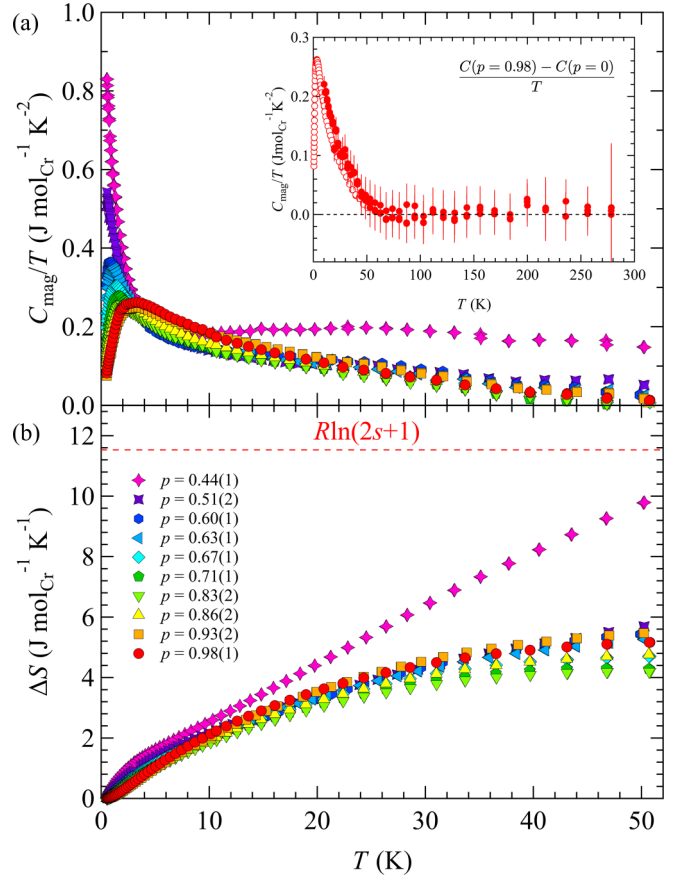 (a)
1.0
0.8
0.6
0.4
0.2
0.0
C_mag/T (J mol_Cr^-1 K^-2)
0.3
0.2
0.1
0.0
C_mag/T (Jmol_Cr^-1 K^-2)
C(p = 0.98) − C(p = 0)
T
0 50 100 150 200 250 300
T (K)
(b)
12
10
8
6
4
2
0
ΔS (J mol_Cr^-1 K^-1)
Rln(2s+1)
p = 0.44(1)
p = 0.51(2)
p = 0.60(1)
p = 0.63(1)
p = 0.67(1)
p = 0.71(1)
p = 0.83(2)
p = 0.86(2)
p = 0.93(2)
p = 0.98(1)
0 10 20 30 40 50
T (K)